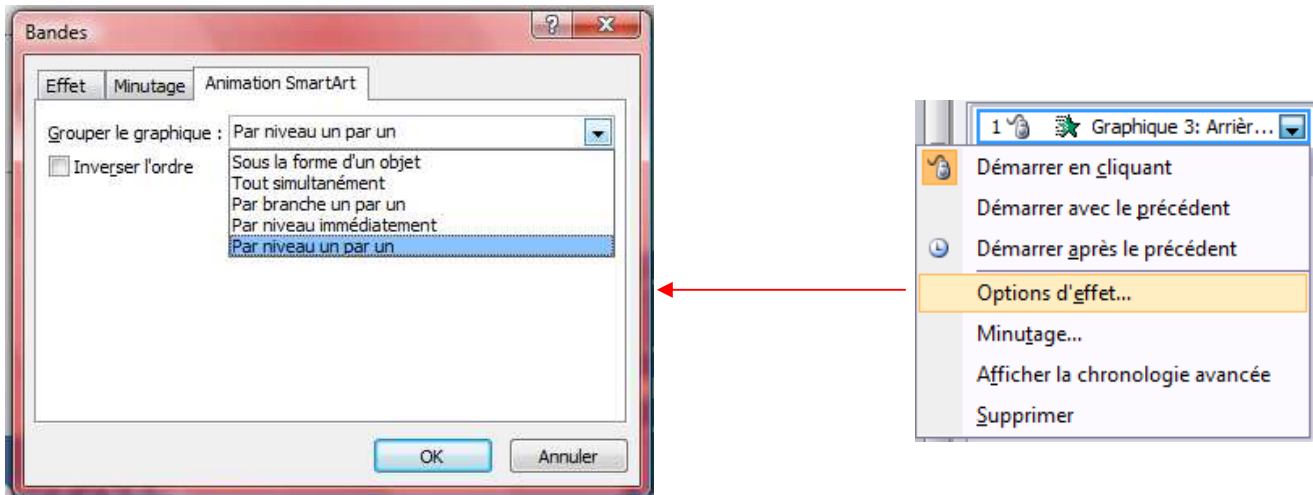 Bandes
Effet Minutage Animation SmartArt
Grouper le graphique : Par niveau un par un
Inverser l'ordre
Sous la forme d'un objet
Tout simultanément
Par branche un par un
Par niveau immédiatement
Par niveau un par un
OK Annuler
1 Graphique 3: Arrièr...
Démarrer en cliquant
Démarrer avec le précédent
Démarrer après le précédent
Options d'effet...
Minutage...
Afficher la chronologie avancée
Supprimer